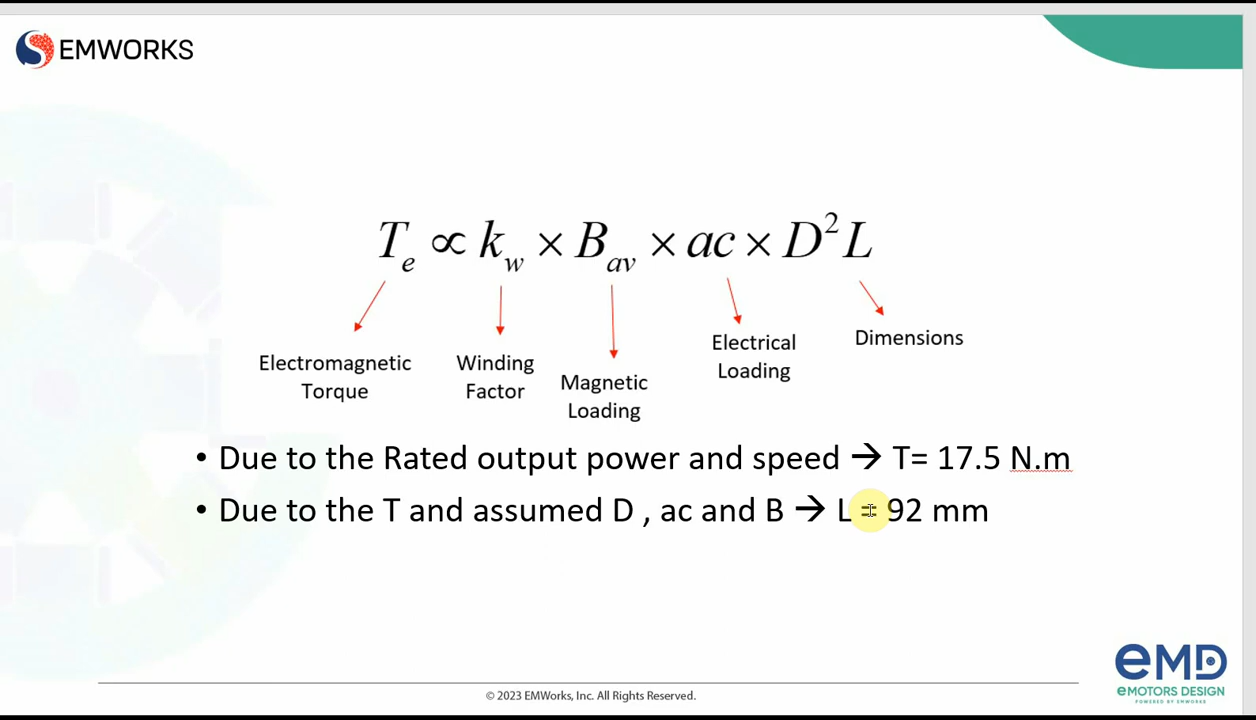 EMWORKS
Tₑ ∝ k_w × B_av × ac × D²L
Electromagnetic
Torque
Winding
Factor
Magnetic
Loading
Electrical
Loading
Dimensions
• Due to the Rated output power and speed → T= 17.5 N.m
• Due to the T and assumed D , ac and B → L = 92 mm
© 2023 EMWorks, Inc. All Rights Reserved.
eMD
eMOTORS DESIGN
POWERED BY EMWORKS